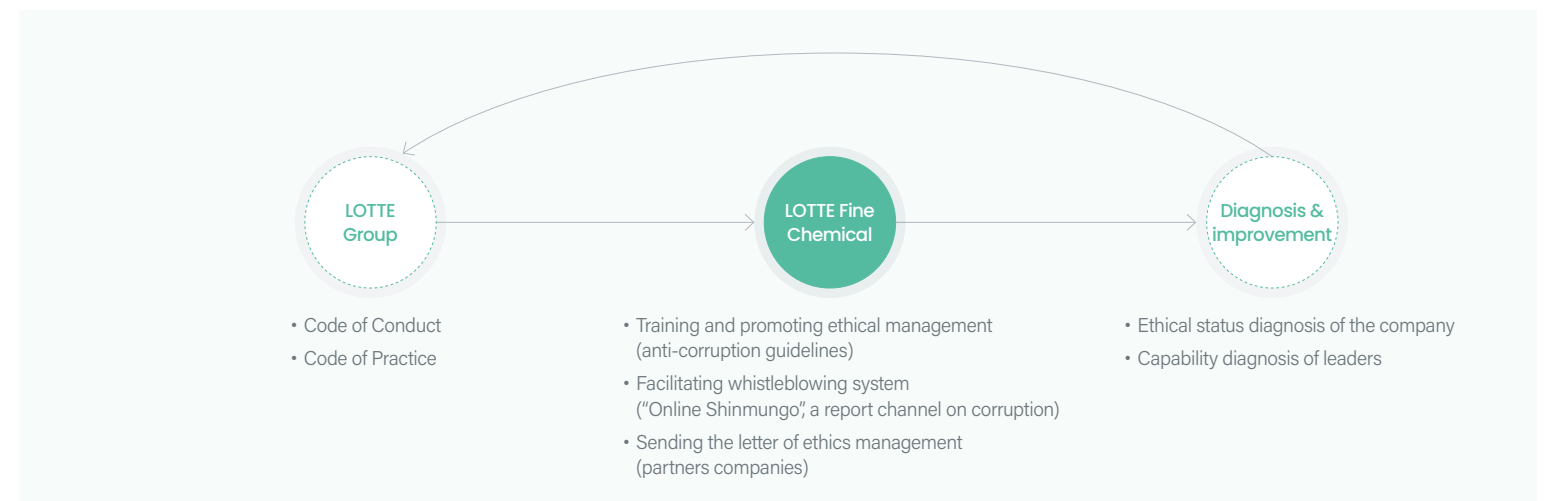 LOTTE
Group
LOTTE Fine
Chemical
Diagnosis &
improvement
• Code of Conduct
• Code of Practice
• Training and promoting ethical management
(anti-corruption guidelines)
• Facilitating whistleblowing system
(“Online Shinmungo”, a report channel on corruption)
• Sending the letter of ethics management
(partners companies)
• Ethical status diagnosis of the company
• Capability diagnosis of leaders